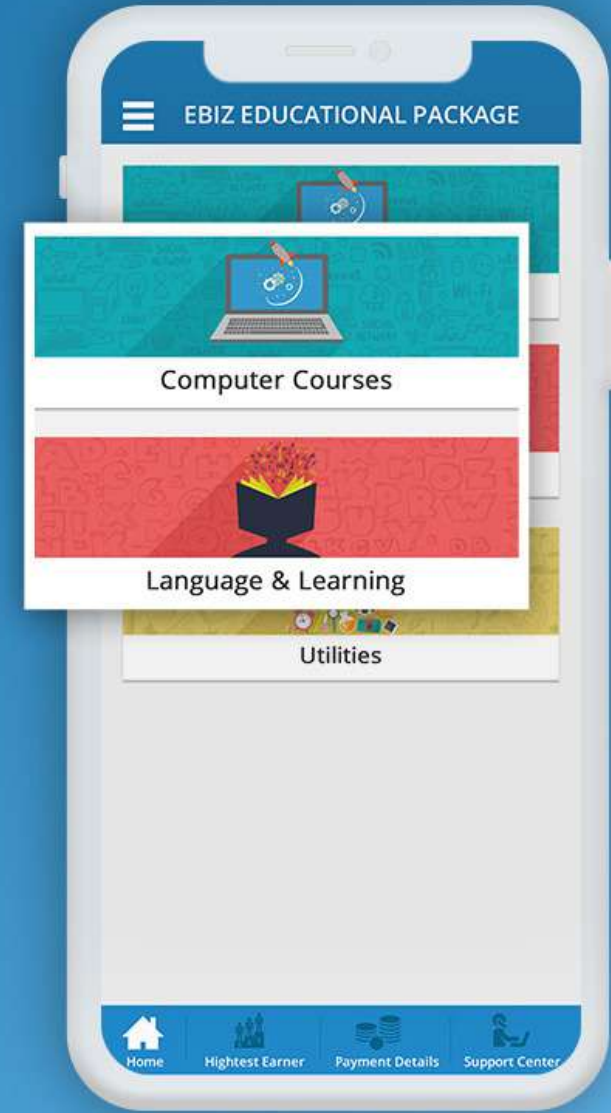 EBIZ EDUCATIONAL PACKAGE
Computer Courses
Language & Learning
Utilities
Home
Hightest Earner
Payment Details
Support Center